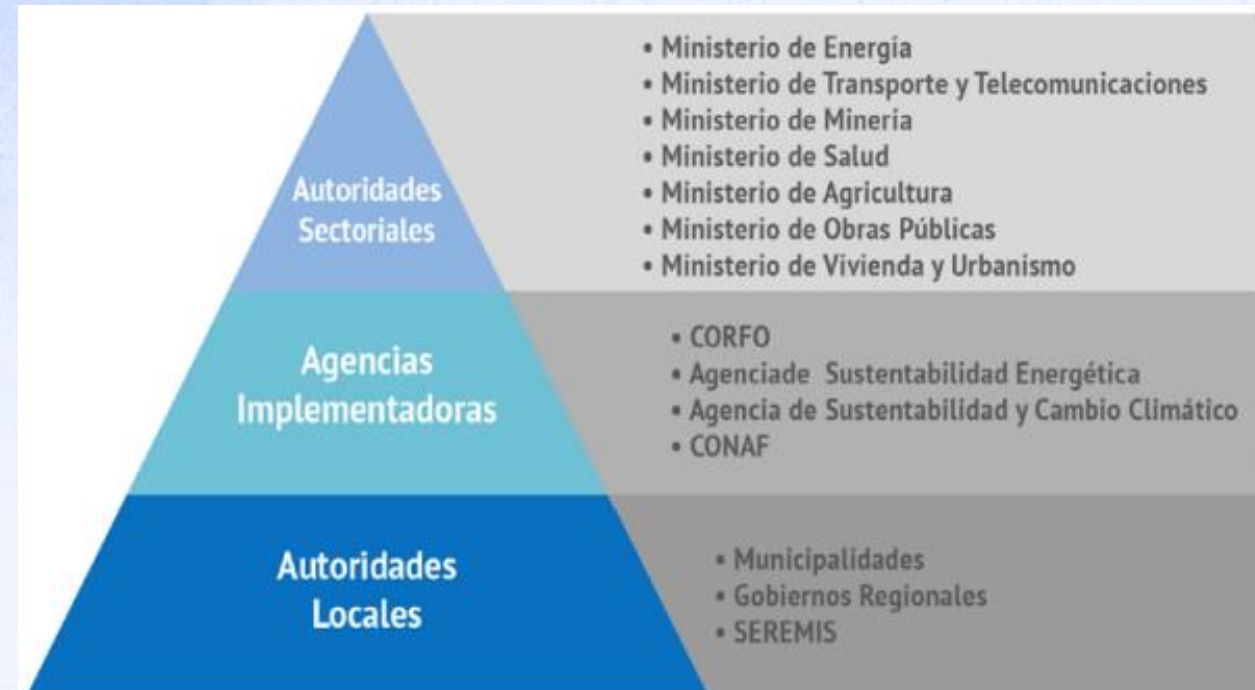 Autoridades
Sectoriales
• Ministerio de Energía
• Ministerio de Transporte y Telecomunicaciones
• Ministerio de Minería
• Ministerio de Salud
• Ministerio de Agricultura
• Ministerio de Obras Públicas
• Ministerio de Vivienda y Urbanismo
Agencias
Implementadoras
• CORFO
• Agenciade Sustentabilidad Energética
• Agencia de Sustentabilidad y Cambio Climático
• CONAF
Autoridades
Locales
• Municipalidades
• Gobiernos Regionales
• SEREMIS